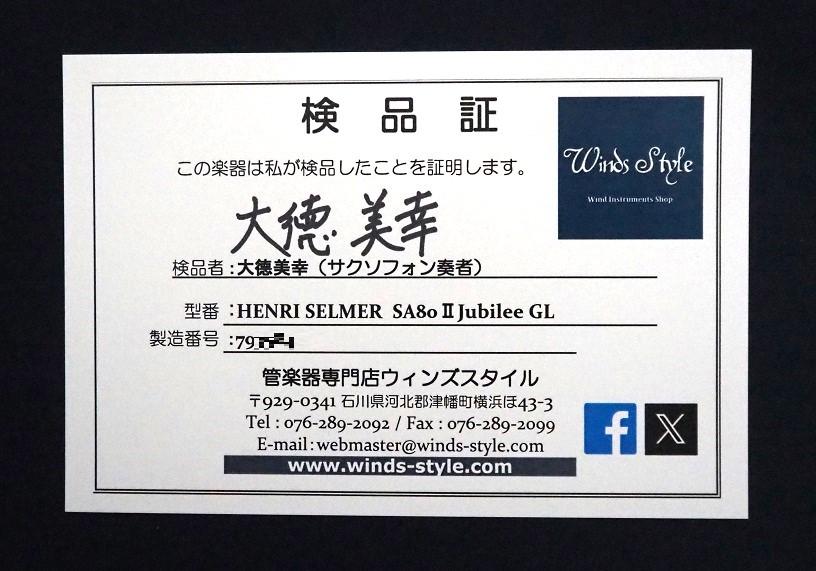 検品証
Winds Style
Wind Instruments Shop
この楽器は私が検品したことを証明します。
大德 美幸
検品者：大德美幸（サクソフォン奏者）
型番：HENRI SELMER SA80ⅡJubilee GL
製造番号：79
管楽器専門店ウィンズスタイル
〒929-0341 石川県河北郡津幡町横浜ほ43-3
Tel : 076-289-2092 / Fax : 076-289-2099
E-mail:webmaster@winds-style.com
www.winds-style.com